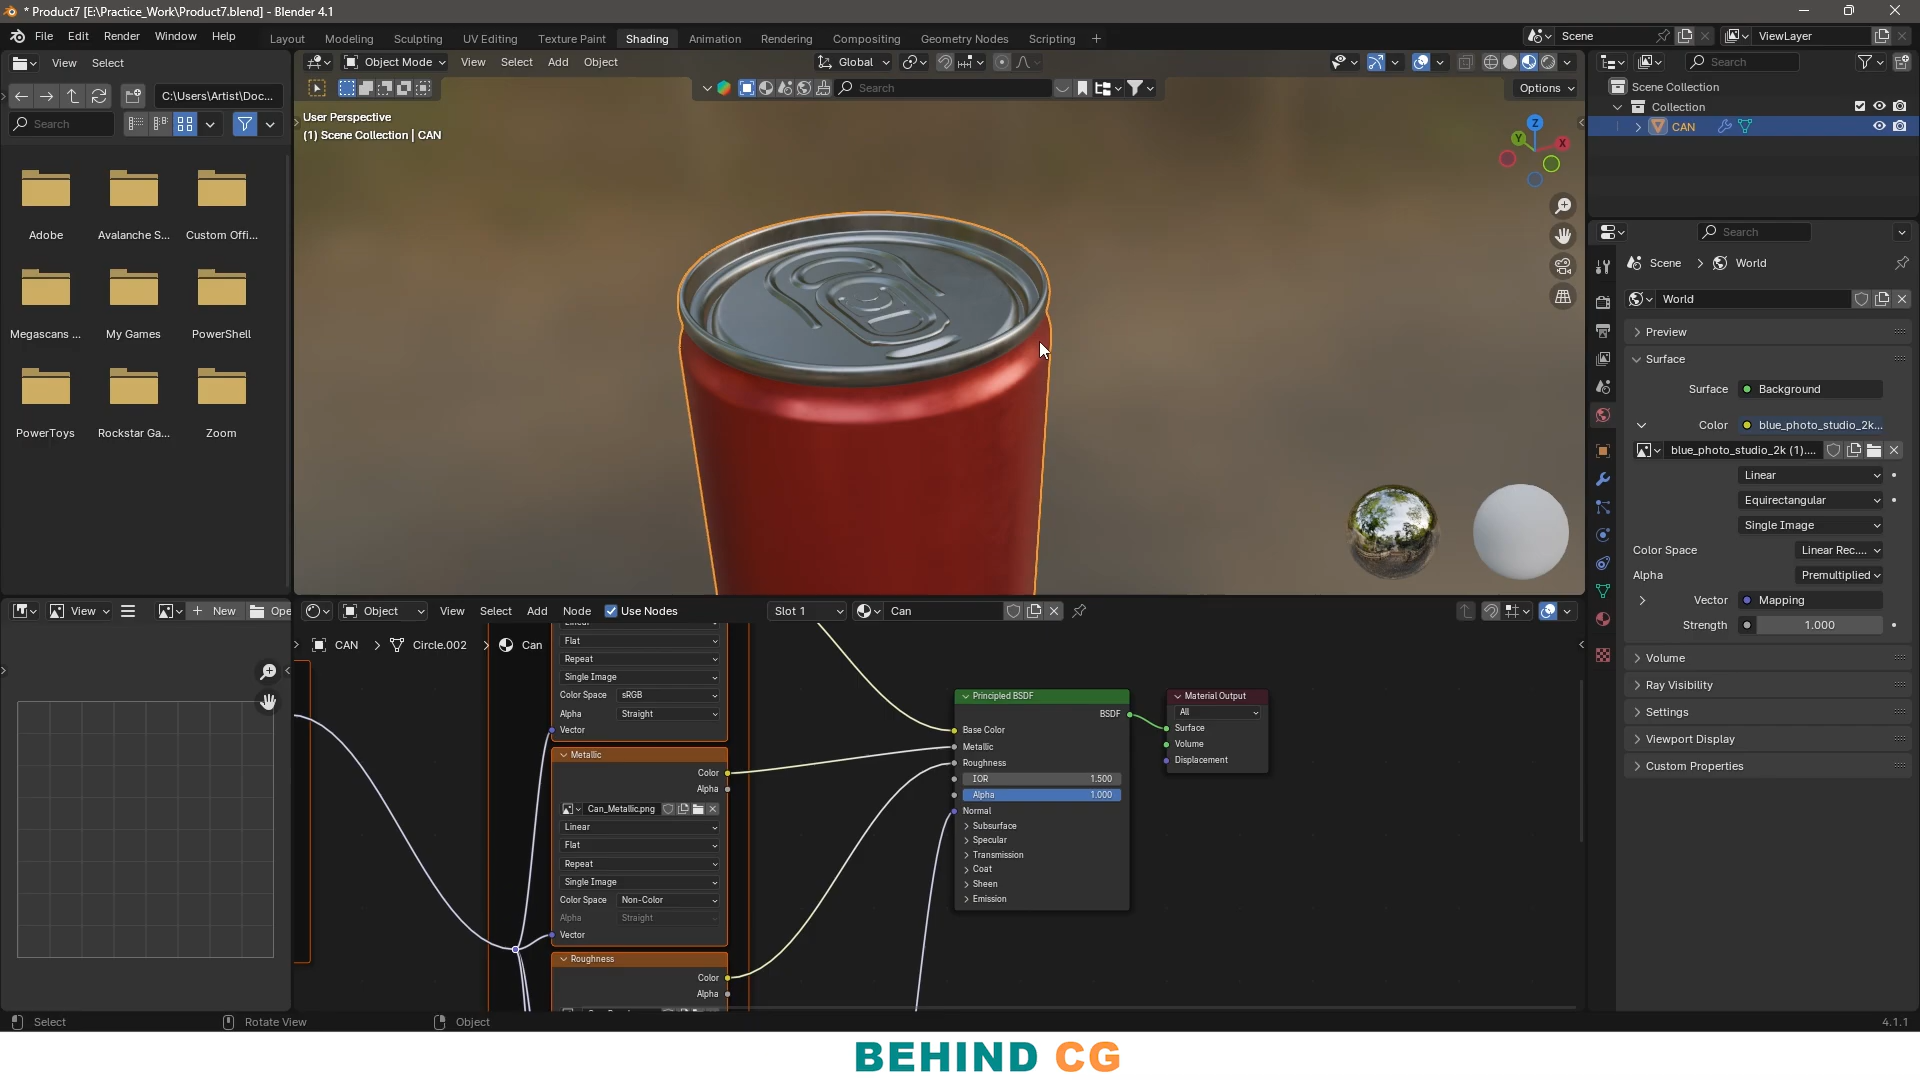 * Product7 [E:\Practice_Work\Product7.blend] - Blender 4.1
File Edit Render Window Help Layout Modeling Sculpting UV Editing Texture Paint Shading Animation Rendering Compositing Geometry Nodes Scripting + Scene ViewLayer
View Select
Object Mode View Select Add Object Global
Search
C:\Users\Artist\Doc...
Search
Search
Options
User Perspective
(1) Scene Collection | CAN
Z
Y
X
Adobe Avalanche S... Custom Offi...
Megascans ... My Games PowerShell
PowerToys Rockstar Ga... Zoom
Scene Collection
Collection
CAN
Search
Scene > World
World
Preview
Surface
Surface Background
Color blue_photo_studio_2k...
blue_photo_studio_2k (1)....
Linear
Equirectangular
Single Image
Color Space Linear Rec....
Alpha Premultiplied
Vector Mapping
Strength 1.000
Volume
Ray Visibility
Settings
Viewport Display
Custom Properties
View + New Ope
Object View Select Add Node Use Nodes Slot 1 Can
CAN > Circle.002 > Can
Flat
Repeat
Single Image
Color Space sRGB
Alpha Straight
Vector
Metallic
Color
Alpha
Can_Metallic.png
Linear
Flat
Repeat
Single Image
Color Space Non-Color
Alpha Straight
Vector
Roughness
Color
Alpha
Principled BSDF
BSDF
Base Color
Metallic
Roughness
IOR 1.500
Alpha 1.000
Normal
Subsurface
Specular
Transmission
Coat
Sheen
Emission
Material Output
All
Surface
Volume
Displacement
Select Rotate View Object 4.1.1
BEHIND CG